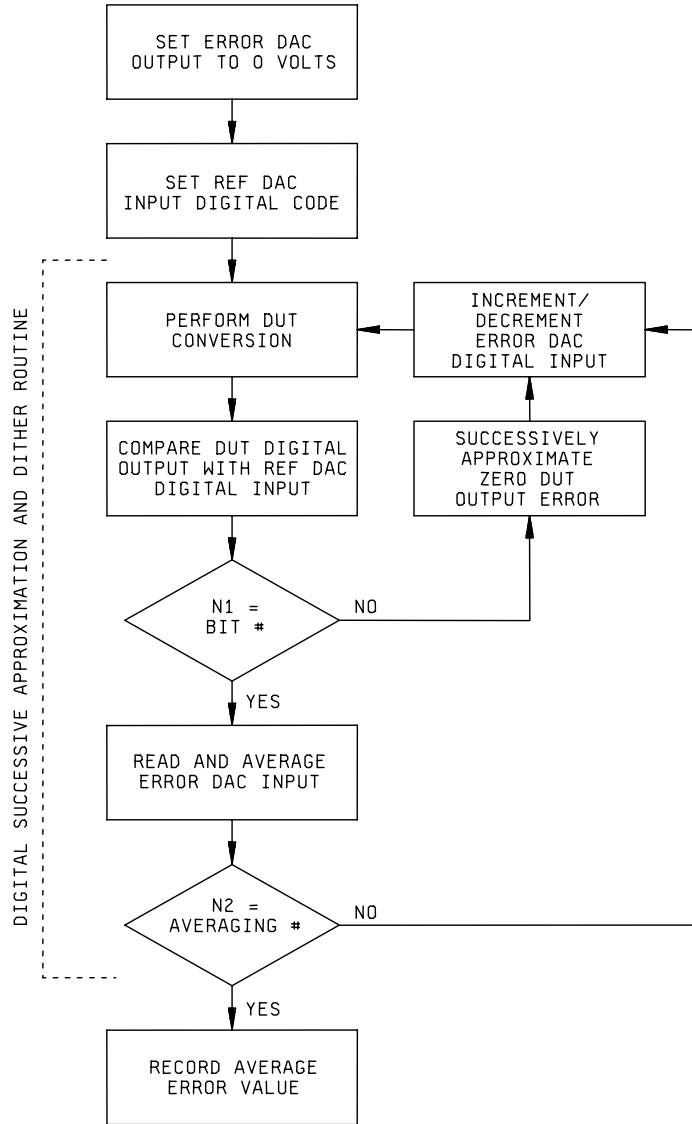 SET ERROR DAC
OUTPUT TO 0 VOLTS
SET REF DAC
INPUT DIGITAL CODE
PERFORM DUT
CONVERSION
INCREMENT/
DECREMENT
ERROR DAC
DIGITAL INPUT
COMPARE DUT DIGITAL
OUTPUT WITH REF DAC
DIGITAL INPUT
SUCCESSIVELY
APPROXIMATE
ZERO DUT
OUTPUT ERROR
N1 =
BIT #
NO
YES
READ AND AVERAGE
ERROR DAC INPUT
N2 =
AVERAGING #
NO
YES
RECORD AVERAGE
ERROR VALUE
DIGITAL SUCCESSIVE APPROXIMATION AND DITHER ROUTINE